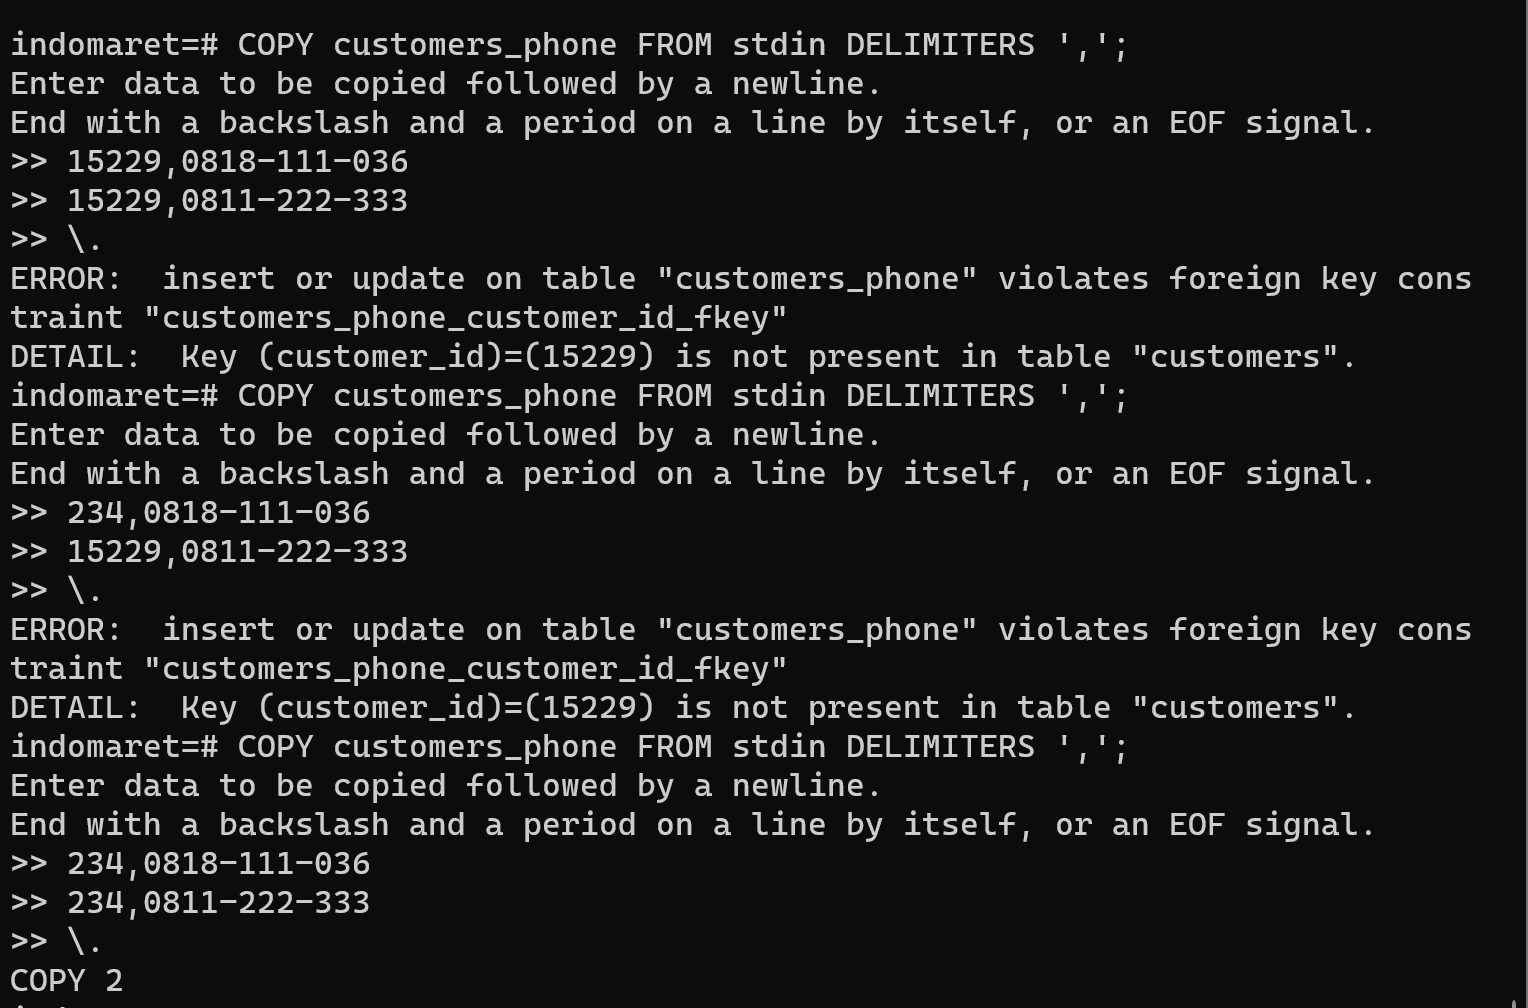 indomaret=# COPY customers_phone FROM stdin DELIMITERS ',';
Enter data to be copied followed by a newline.
End with a backslash and a period on a line by itself, or an EOF signal.
>> 15229,0818-111-036
>> 15229,0811-222-333
>> \.
ERROR:  insert or update on table "customers_phone" violates foreign key cons
traint "customers_phone_customer_id_fkey"
DETAIL:  Key (customer_id)=(15229) is not present in table "customers".
indomaret=# COPY customers_phone FROM stdin DELIMITERS ',';
Enter data to be copied followed by a newline.
End with a backslash and a period on a line by itself, or an EOF signal.
>> 234,0818-111-036
>> 15229,0811-222-333
>> \.
ERROR:  insert or update on table "customers_phone" violates foreign key cons
traint "customers_phone_customer_id_fkey"
DETAIL:  Key (customer_id)=(15229) is not present in table "customers".
indomaret=# COPY customers_phone FROM stdin DELIMITERS ',';
Enter data to be copied followed by a newline.
End with a backslash and a period on a line by itself, or an EOF signal.
>> 234,0818-111-036
>> 234,0811-222-333
>> \.
COPY 2